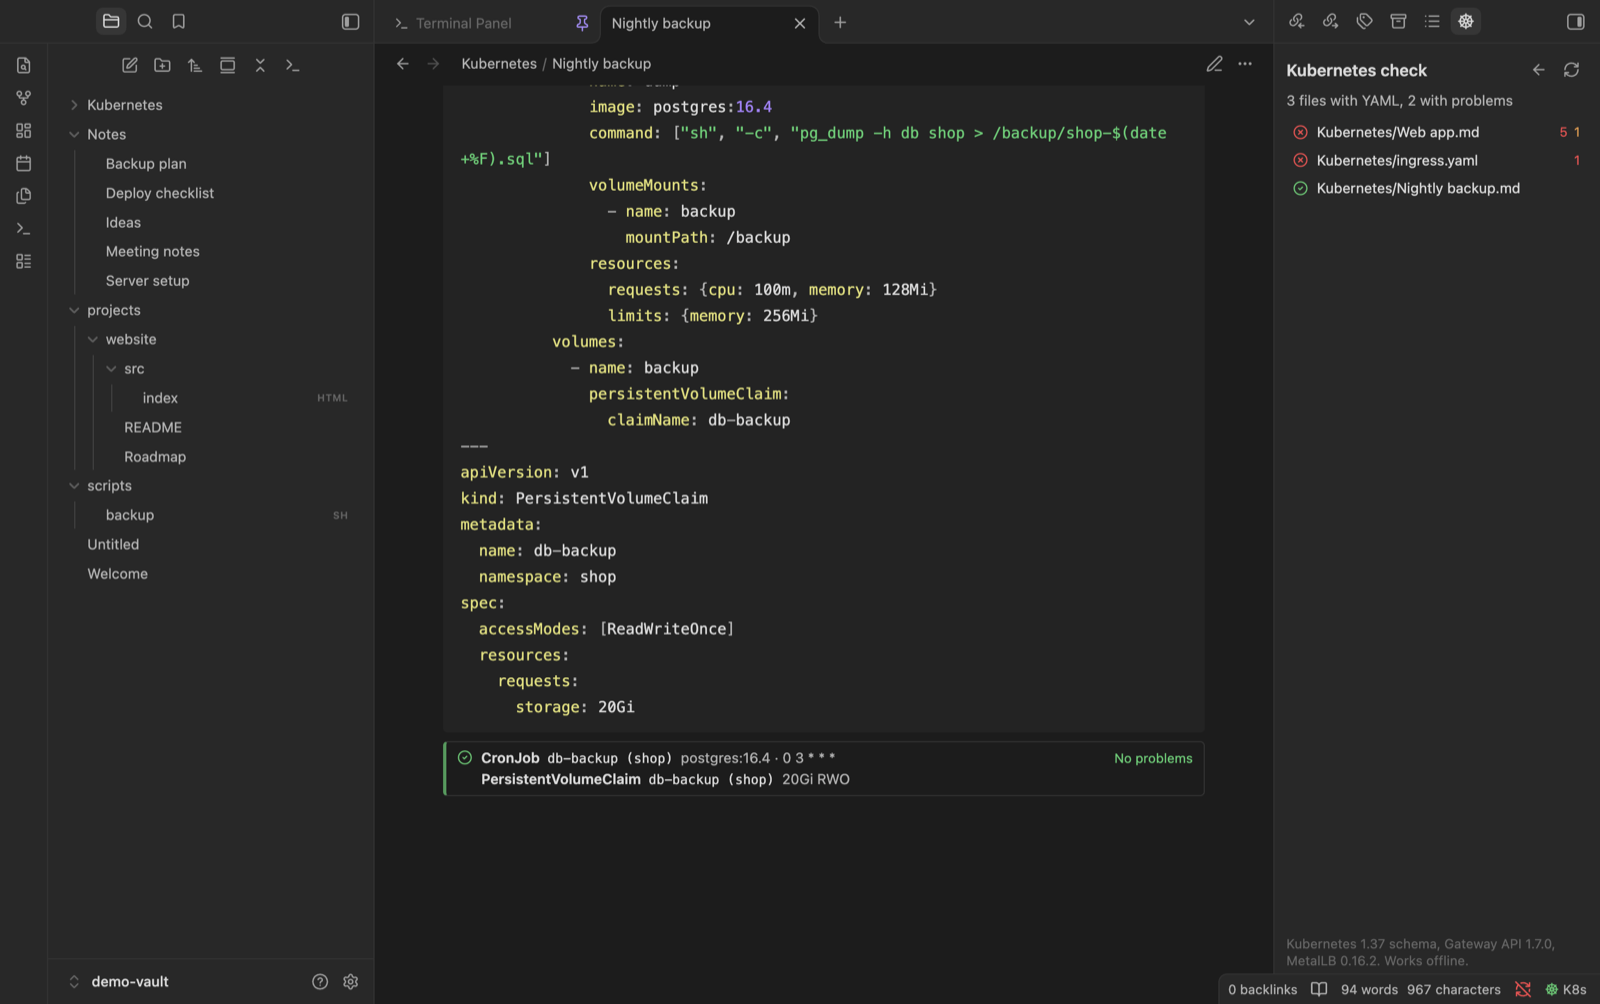 Terminal Panel
Nightly backup
Kubernetes
Notes
Backup plan
Deploy checklist
Ideas
Meeting notes
Server setup
projects
website
src
index HTML
README
Roadmap
scripts
backup SH
Untitled
Welcome
demo-vault
Kubernetes / Nightly backup
image: postgres:16.4
command: ["sh", "-c", "pg_dump -h db shop > /backup/shop-$(date
+%F).sql"]
volumeMounts:
- name: backup
mountPath: /backup
resources:
requests: {cpu: 100m, memory: 128Mi}
limits: {memory: 256Mi}
volumes:
- name: backup
persistentVolumeClaim:
claimName: db-backup
---
apiVersion: v1
kind: PersistentVolumeClaim
metadata:
name: db-backup
namespace: shop
spec:
accessModes: [ReadWriteOnce]
resources:
requests:
storage: 20Gi
CronJob db-backup (shop) postgres:16.4 · 0 3 * * * No problems
PersistentVolumeClaim db-backup (shop) 20Gi RWO
Kubernetes check
3 files with YAML, 2 with problems
Kubernetes/Web app.md 5 1
Kubernetes/ingress.yaml 1
Kubernetes/Nightly backup.md
Kubernetes 1.37 schema, Gateway API 1.7.0,
MetalLB 0.16.2. Works offline.
0 backlinks 94 words 967 characters K8s